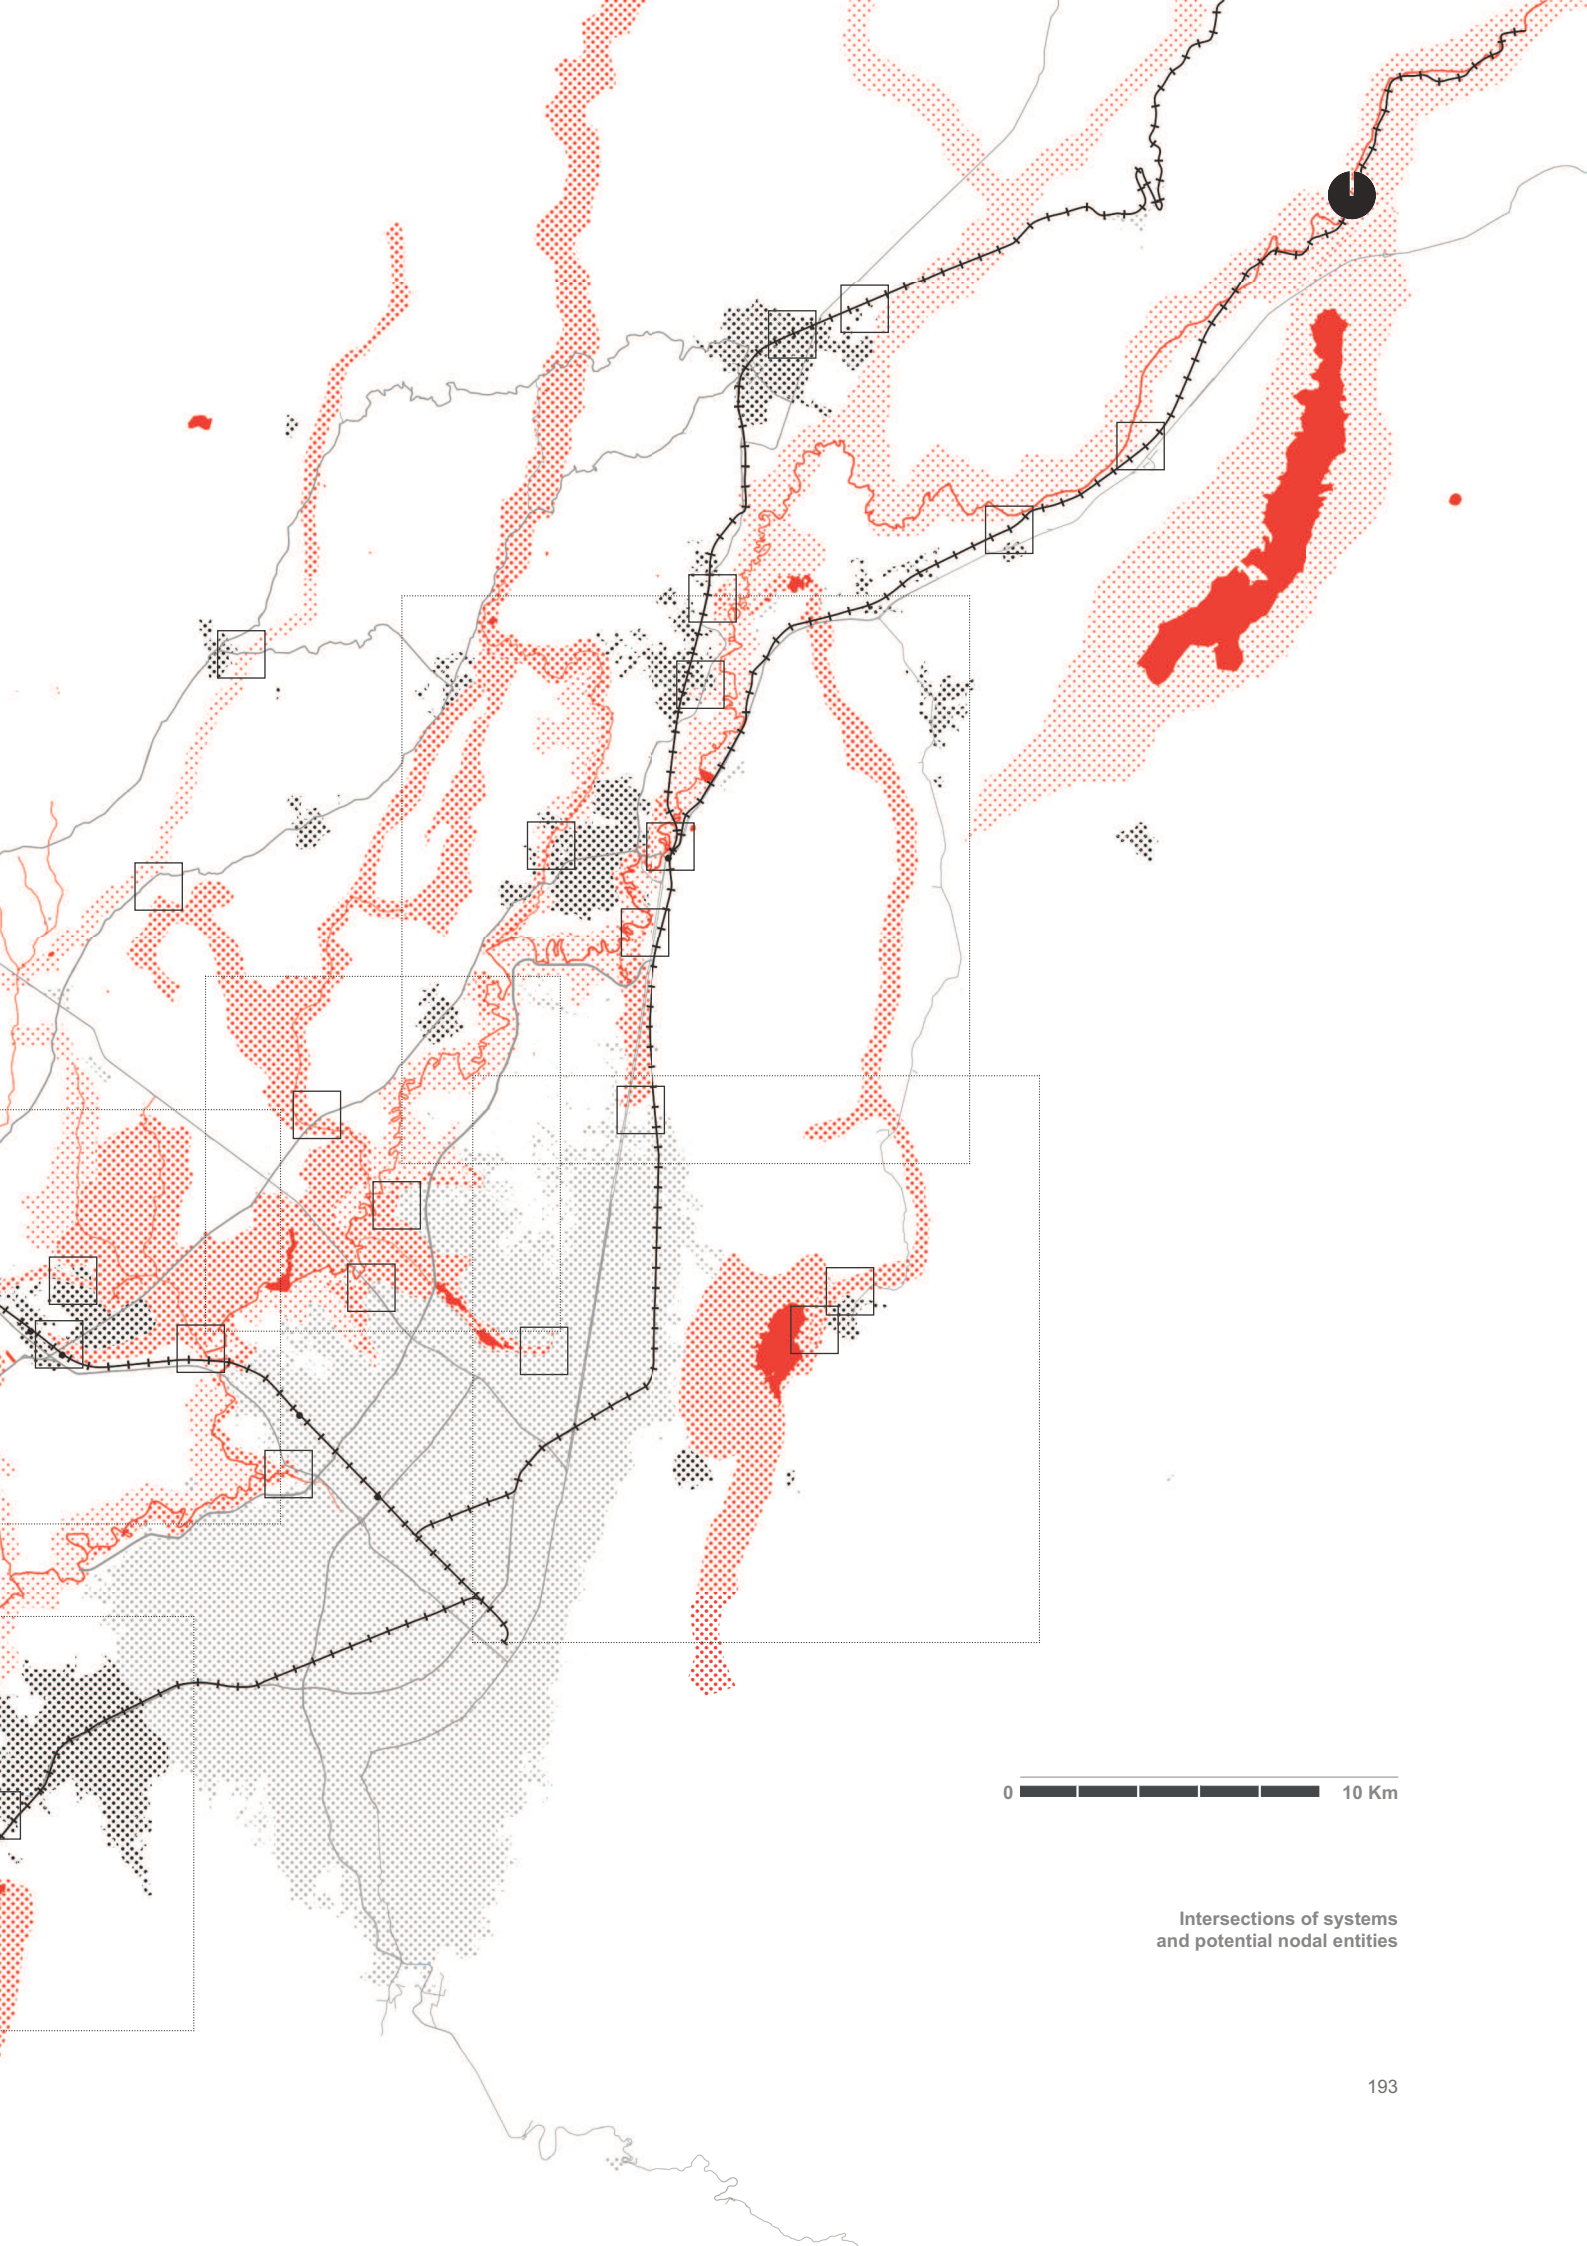 0
10 Km
Intersections of systems
and potential nodal entities
193